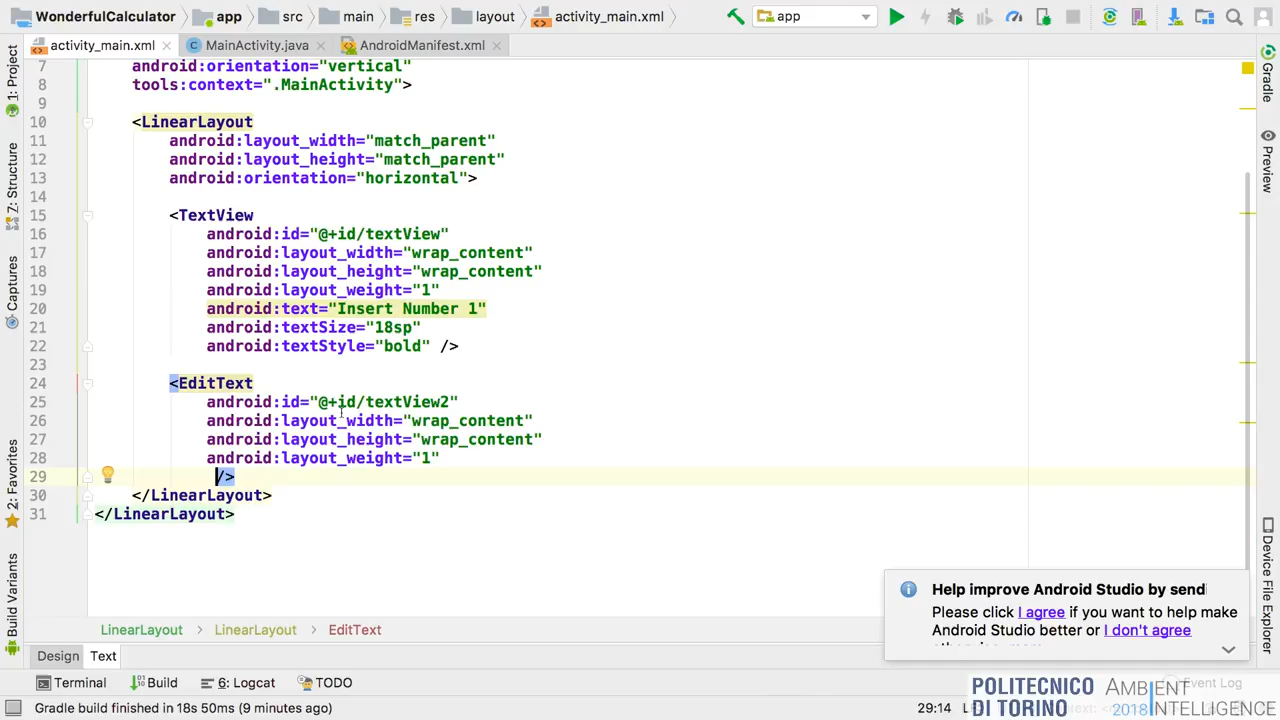 WonderfulCalculator app src main res layout activity_main.xml app
activity_main.xml MainActivity.java AndroidManifest.xml
1: Project
Z: Structure
Captures
2: Favorites
Build Variants
7 android:orientation="vertical"
8 tools:context=".MainActivity">
9
10 <LinearLayout
11 android:layout_width="match_parent"
12 android:layout_height="match_parent"
13 android:orientation="horizontal">
14
15 <TextView
16 android:id="@+id/textView"
17 android:layout_width="wrap_content"
18 android:layout_height="wrap_content"
19 android:layout_weight="1"
20 android:text="Insert Number 1"
21 android:textSize="18sp"
22 android:textStyle="bold" />
23
24 <EditText
25 android:id="@+id/textView2"
26 android:layout_width="wrap_content"
27 android:layout_height="wrap_content"
28 android:layout_weight="1"
29 />
30 </LinearLayout>
31 </LinearLayout>
Gradle
Preview
Device File Explorer
Help improve Android Studio by send
Please click I agree if you want to help make
Android Studio better or I don't agree
LinearLayout > LinearLayout > EditText
Design Text
Terminal Build 6: Logcat TODO Event Log
Gradle build finished in 18s 50ms (9 minutes ago) 29:14
POLITECNICO
DI TORINO
AMBIENT
2018 INTELLIGENCE